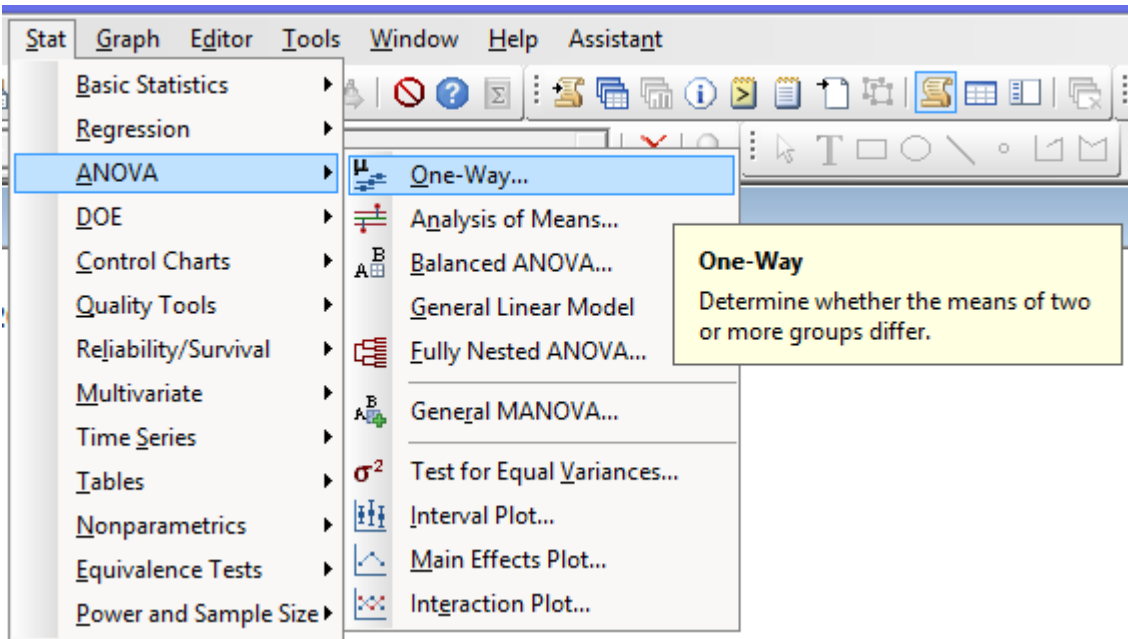 Stat Graph Editor Tools Window Help Assistant
Basic Statistics
Regression
ANOVA
DOE
Control Charts
Quality Tools
Reliability/Survival
Multivariate
Time Series
Tables
Nonparametrics
Equivalence Tests
Power and Sample Size
μ One-Way...
Analysis of Means...
B
A Balanced ANOVA...
General Linear Model
Fully Nested ANOVA...
B
A General MANOVA...
σ² Test for Equal Variances...
Interval Plot...
Main Effects Plot...
Interaction Plot...
One-Way
Determine whether the means of two
or more groups differ.
? Σ i T